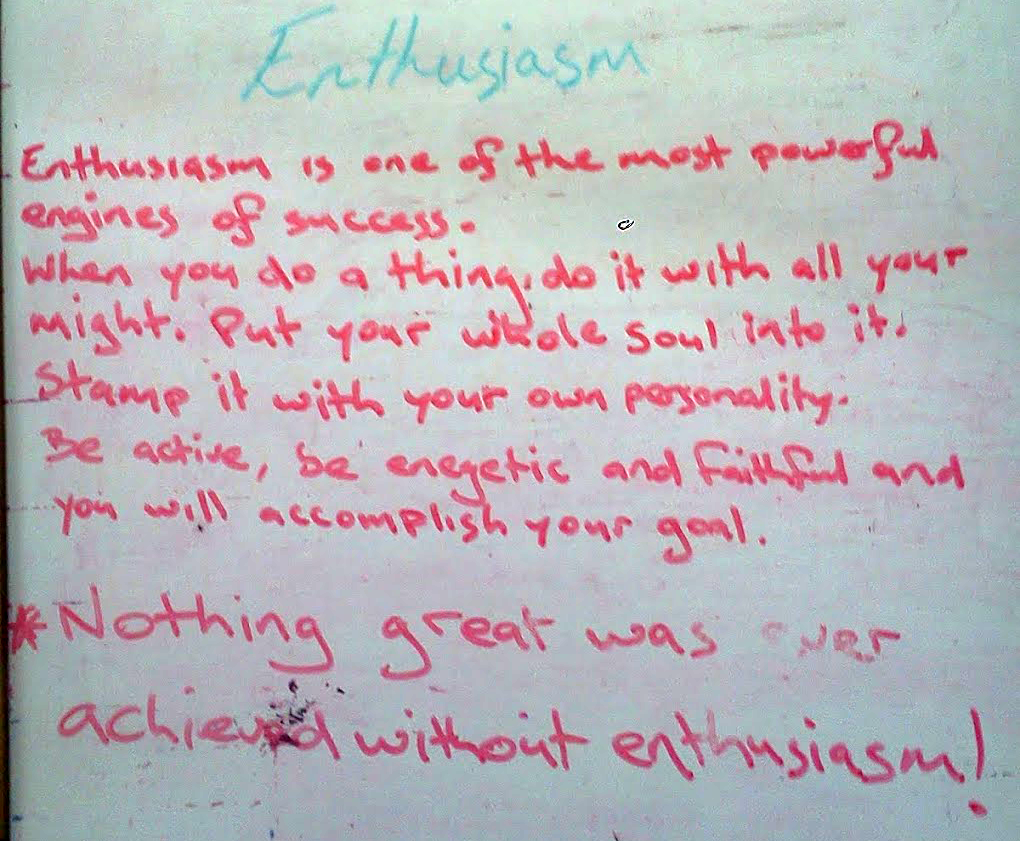 Enthusiasm
Enthusiasm is one of the most powerful
engines of success.
When you do a thing, do it with all your
might. Put your whole soul into it.
Stamp it with your own personality.
Be active, be enegetic and faithful and
you will accomplish your goal.
*Nothing great was ever
achieved without enthusiasm!